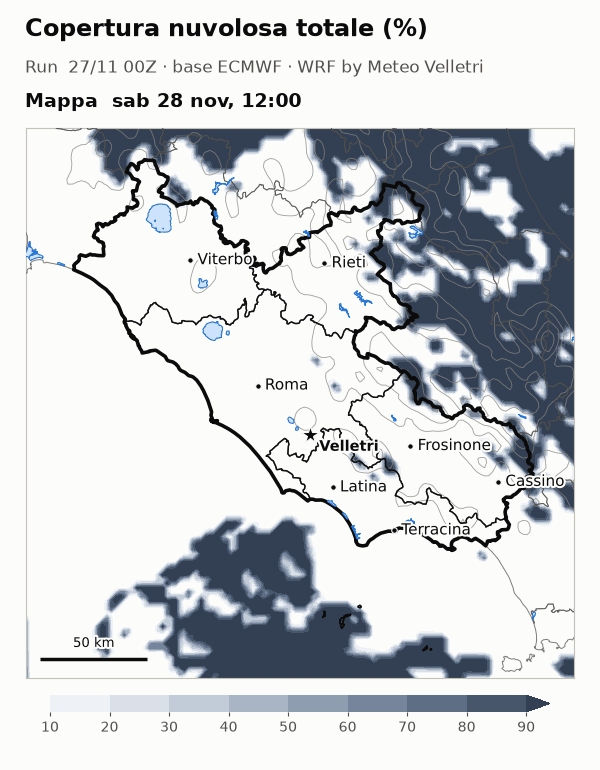 Copertura nuvolosa totale (%)
Run  27/11 00Z · base ECMWF · WRF by Meteo Velletri
Mappa  sab 28 nov, 12:00
Viterbo
Rieti
Roma
Velletri
Frosinone
Latina
Cassino
Terracina
50 km
10 20 30 40 50 60 70 80 90